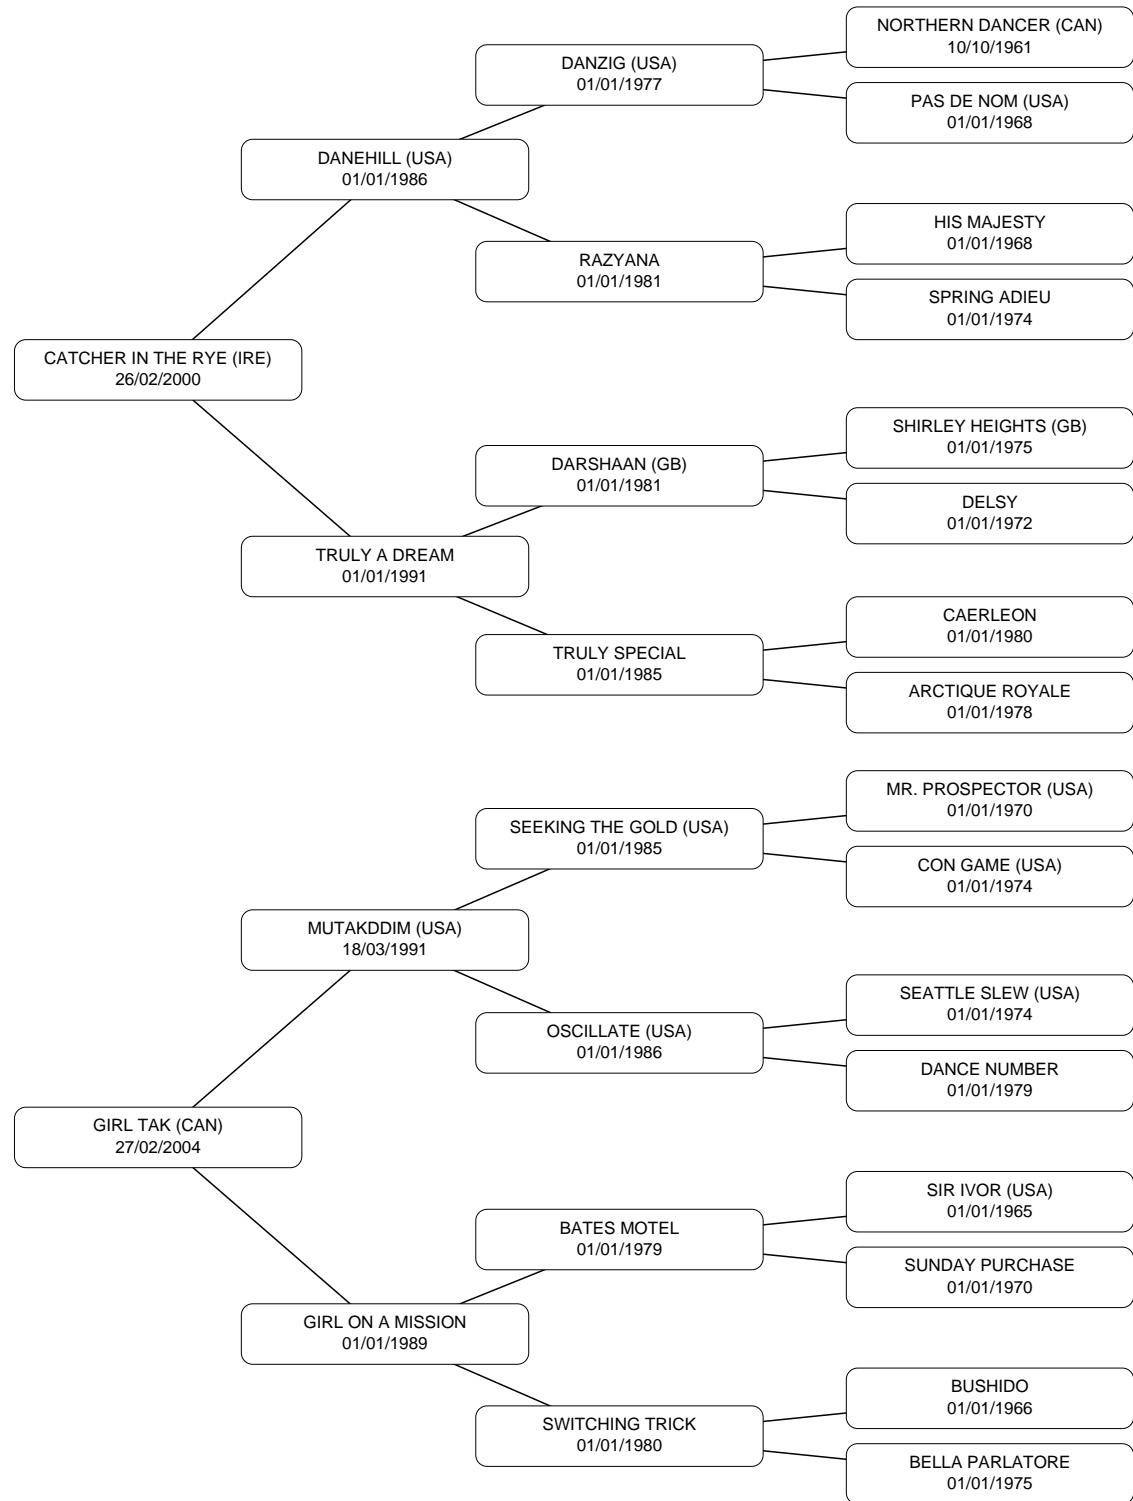 NORTHERN DANCER (CAN)
10/10/1961
DANZIG (USA)
01/01/1977
PAS DE NOM (USA)
01/01/1968
DANEHILL (USA)
01/01/1986
HIS MAJESTY
01/01/1968
RAZYANA
01/01/1981
SPRING ADIEU
01/01/1974
CATCHER IN THE RYE (IRE)
26/02/2000
SHIRLEY HEIGHTS (GB)
01/01/1975
DARSHAAN (GB)
01/01/1981
DELSY
01/01/1972
TRULY A DREAM
01/01/1991
CAERLEON
01/01/1980
TRULY SPECIAL
01/01/1985
ARCTIQUE ROYALE
01/01/1978
MR. PROSPECTOR (USA)
01/01/1970
SEEKING THE GOLD (USA)
01/01/1985
CON GAME (USA)
01/01/1974
MUTAKDDIM (USA)
18/03/1991
SEATTLE SLEW (USA)
01/01/1974
OSCILLATE (USA)
01/01/1986
DANCE NUMBER
01/01/1979
GIRL TAK (CAN)
27/02/2004
SIR IVOR (USA)
01/01/1965
BATES MOTEL
01/01/1979
SUNDAY PURCHASE
01/01/1970
GIRL ON A MISSION
01/01/1989
BUSHIDO
01/01/1966
SWITCHING TRICK
01/01/1980
BELLA PARLATORE
01/01/1975